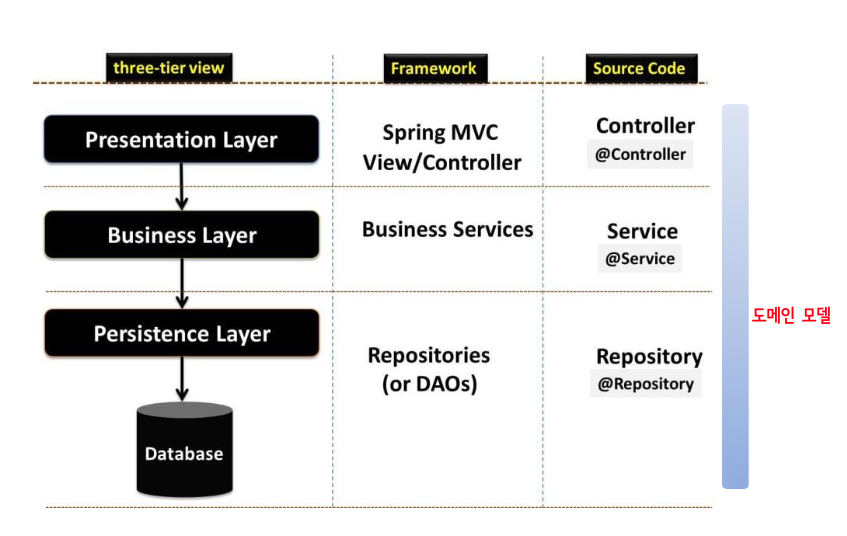 three-tier view
Framework
Source Code
Presentation Layer
Spring MVC
View/Controller
Controller
@Controller
Business Layer
Business Services
Service
@Service
도메인 모델
Persistence Layer
Repositories
(or DAOs)
Repository
@Repository
Database